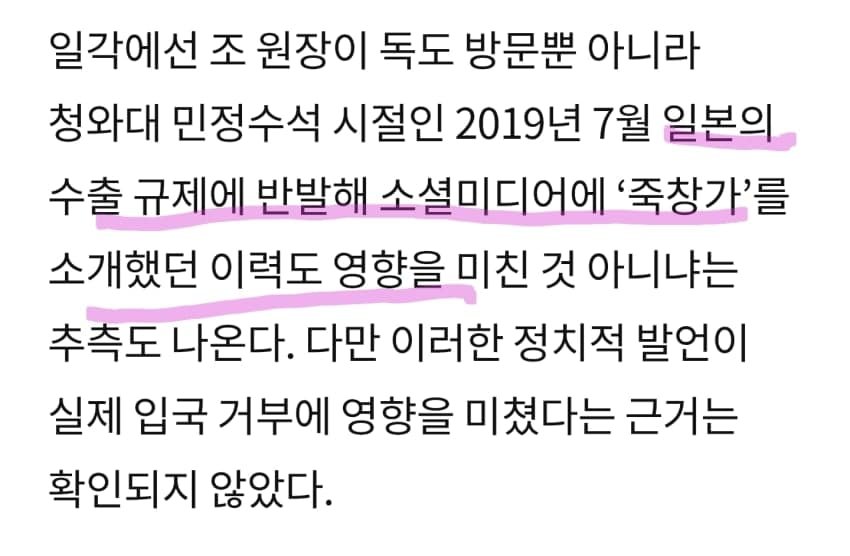 일각에선 조 원장이 독도 방문뿐 아니라
청와대 민정수석 시절인 2019년 7월 일본의
수출 규제에 반발해 소셜미디어에 ‘죽창가’를
소개했던 이력도 영향을 미친 것 아니냐는
추측도 나온다. 다만 이러한 정치적 발언이
실제 입국 거부에 영향을 미쳤다는 근거는
확인되지 않았다.